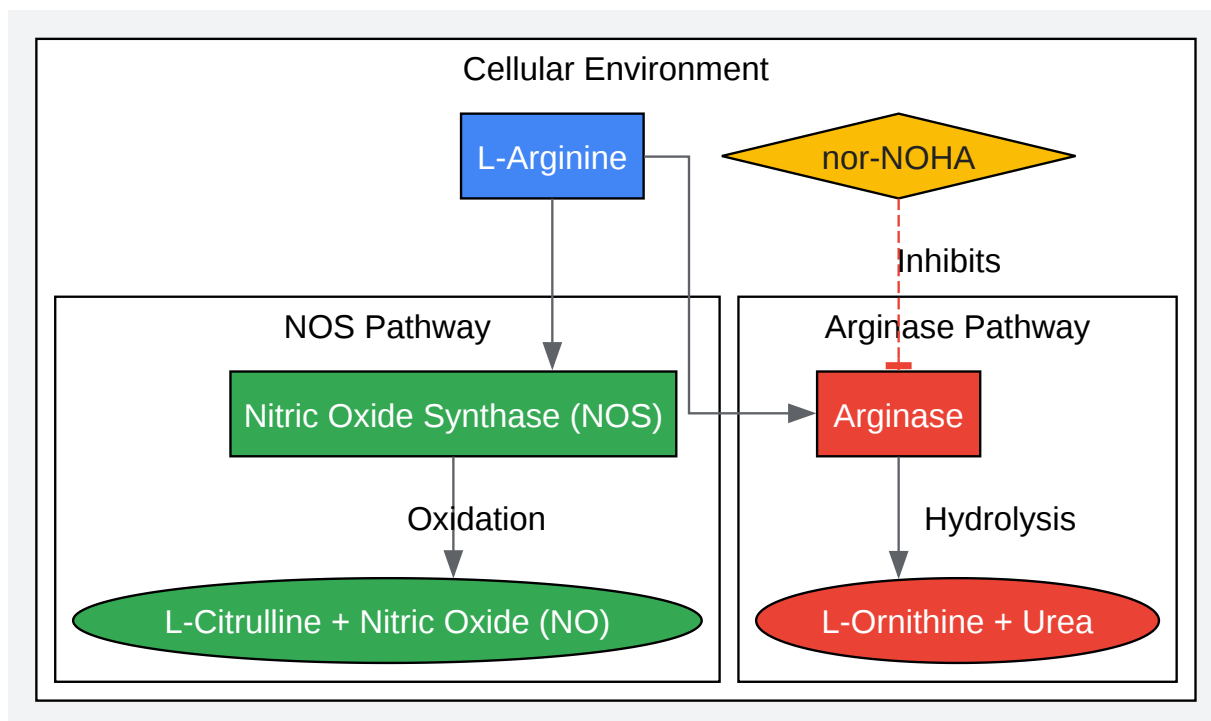 Cellular Environment
L-Arginine
nor-NOHA
Inhibits
NOS Pathway
Arginase Pathway
Nitric Oxide Synthase (NOS)
Arginase
Oxidation
Hydrolysis
L-Citrulline + Nitric Oxide (NO)
L-Ornithine + Urea